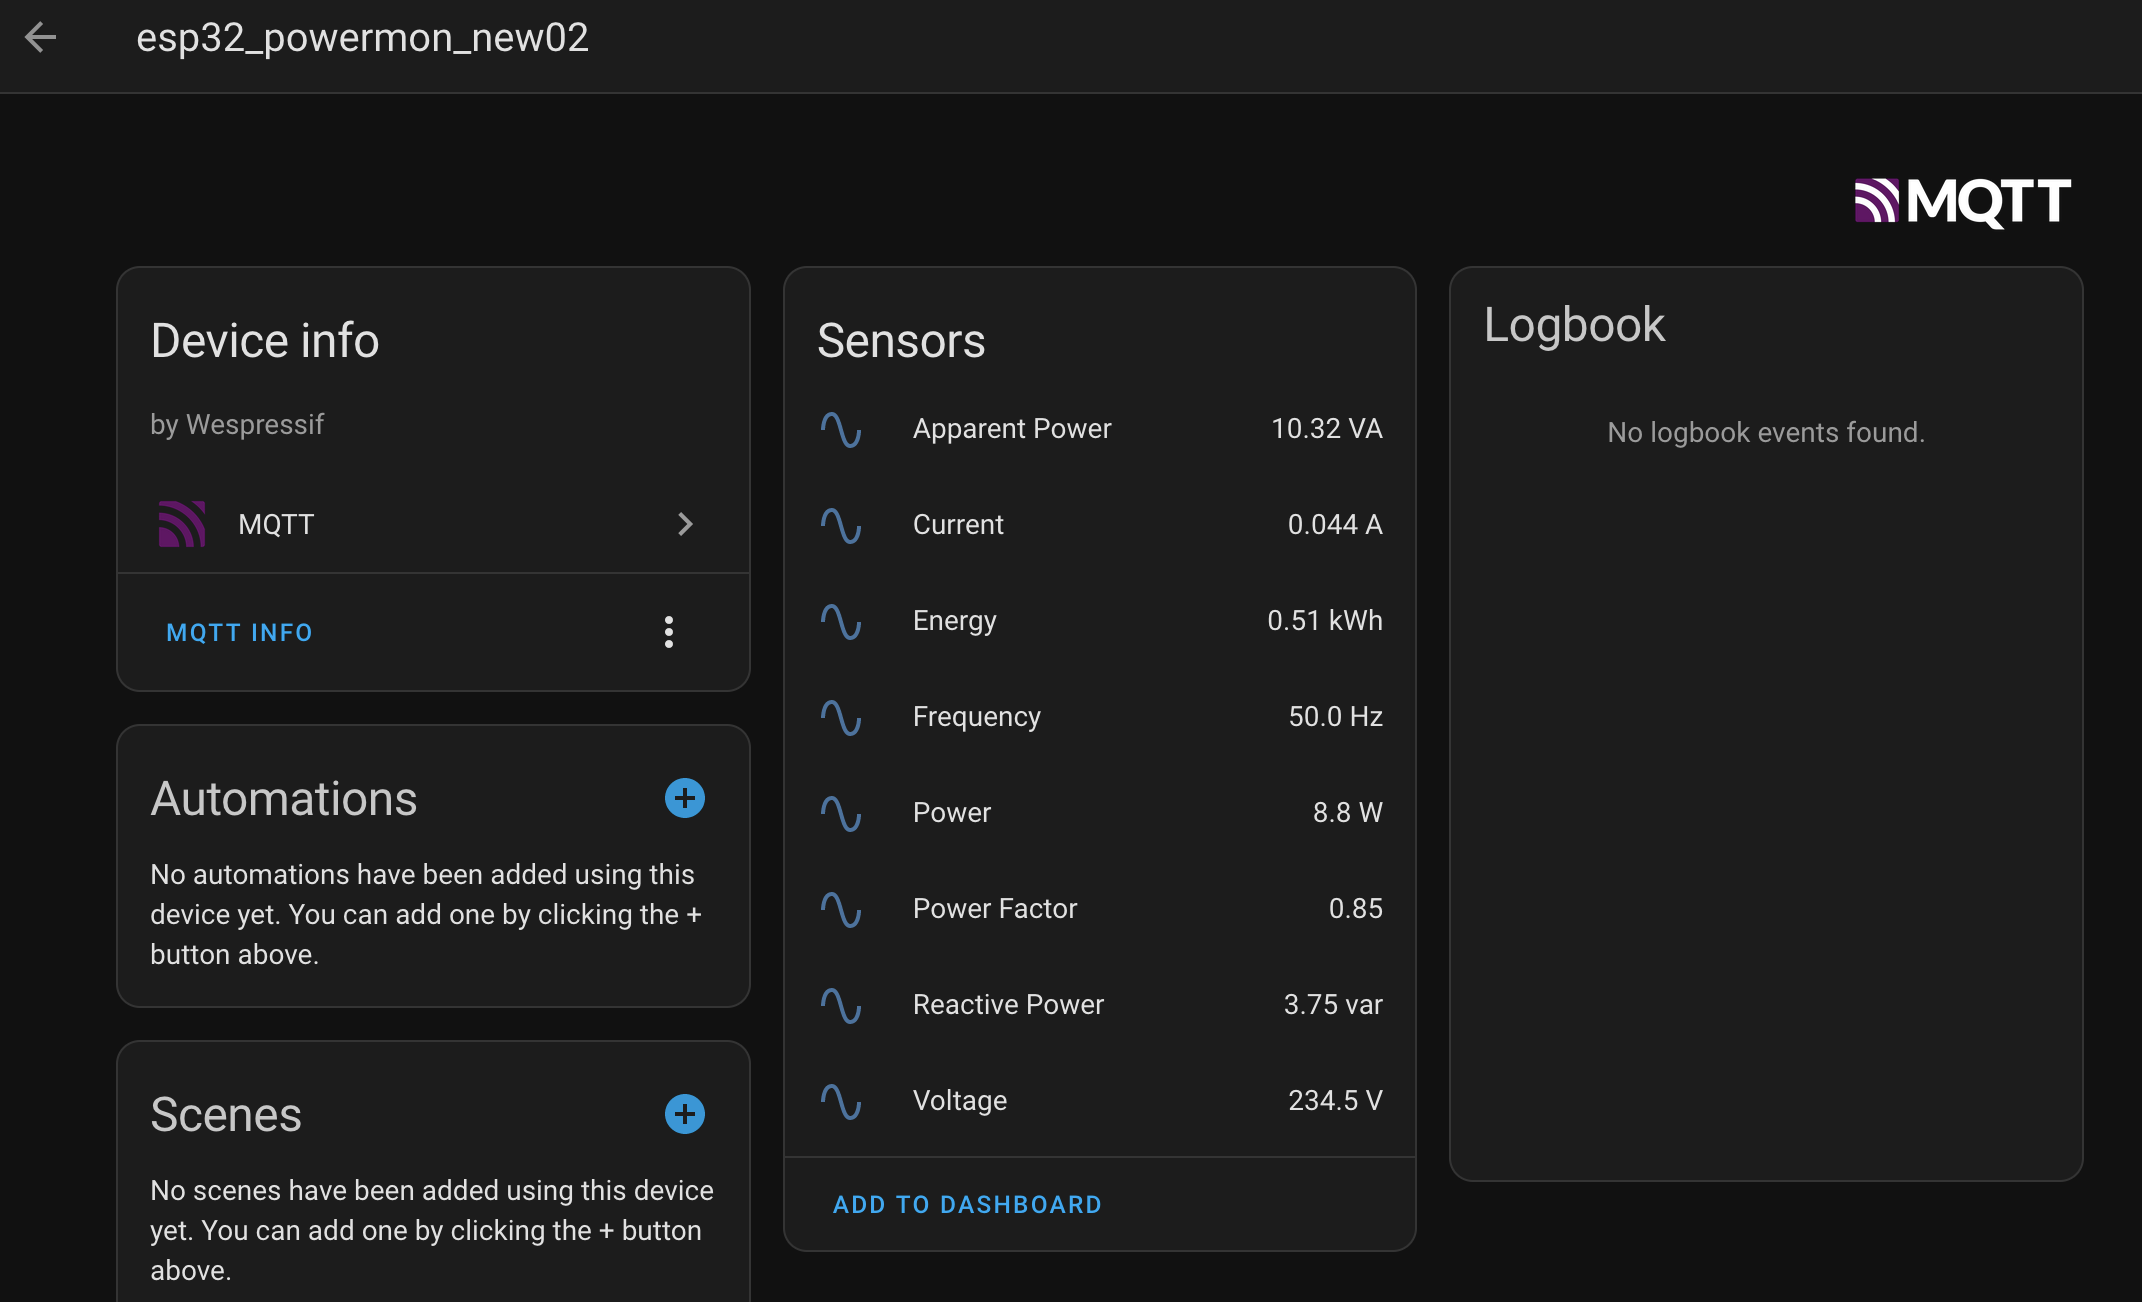 esp32_powermon_new02
MQTT
Device info
by Wespressif
MQTT
MQTT INFO
Automations
No automations have been added using this
device yet. You can add one by clicking the +
button above.
Scenes
No scenes have been added using this device
yet. You can add one by clicking the + button
above.
Sensors
Apparent Power 10.32 VA
Current 0.044 A
Energy 0.51 kWh
Frequency 50.0 Hz
Power 8.8 W
Power Factor 0.85
Reactive Power 3.75 var
Voltage 234.5 V
ADD TO DASHBOARD
Logbook
No logbook events found.